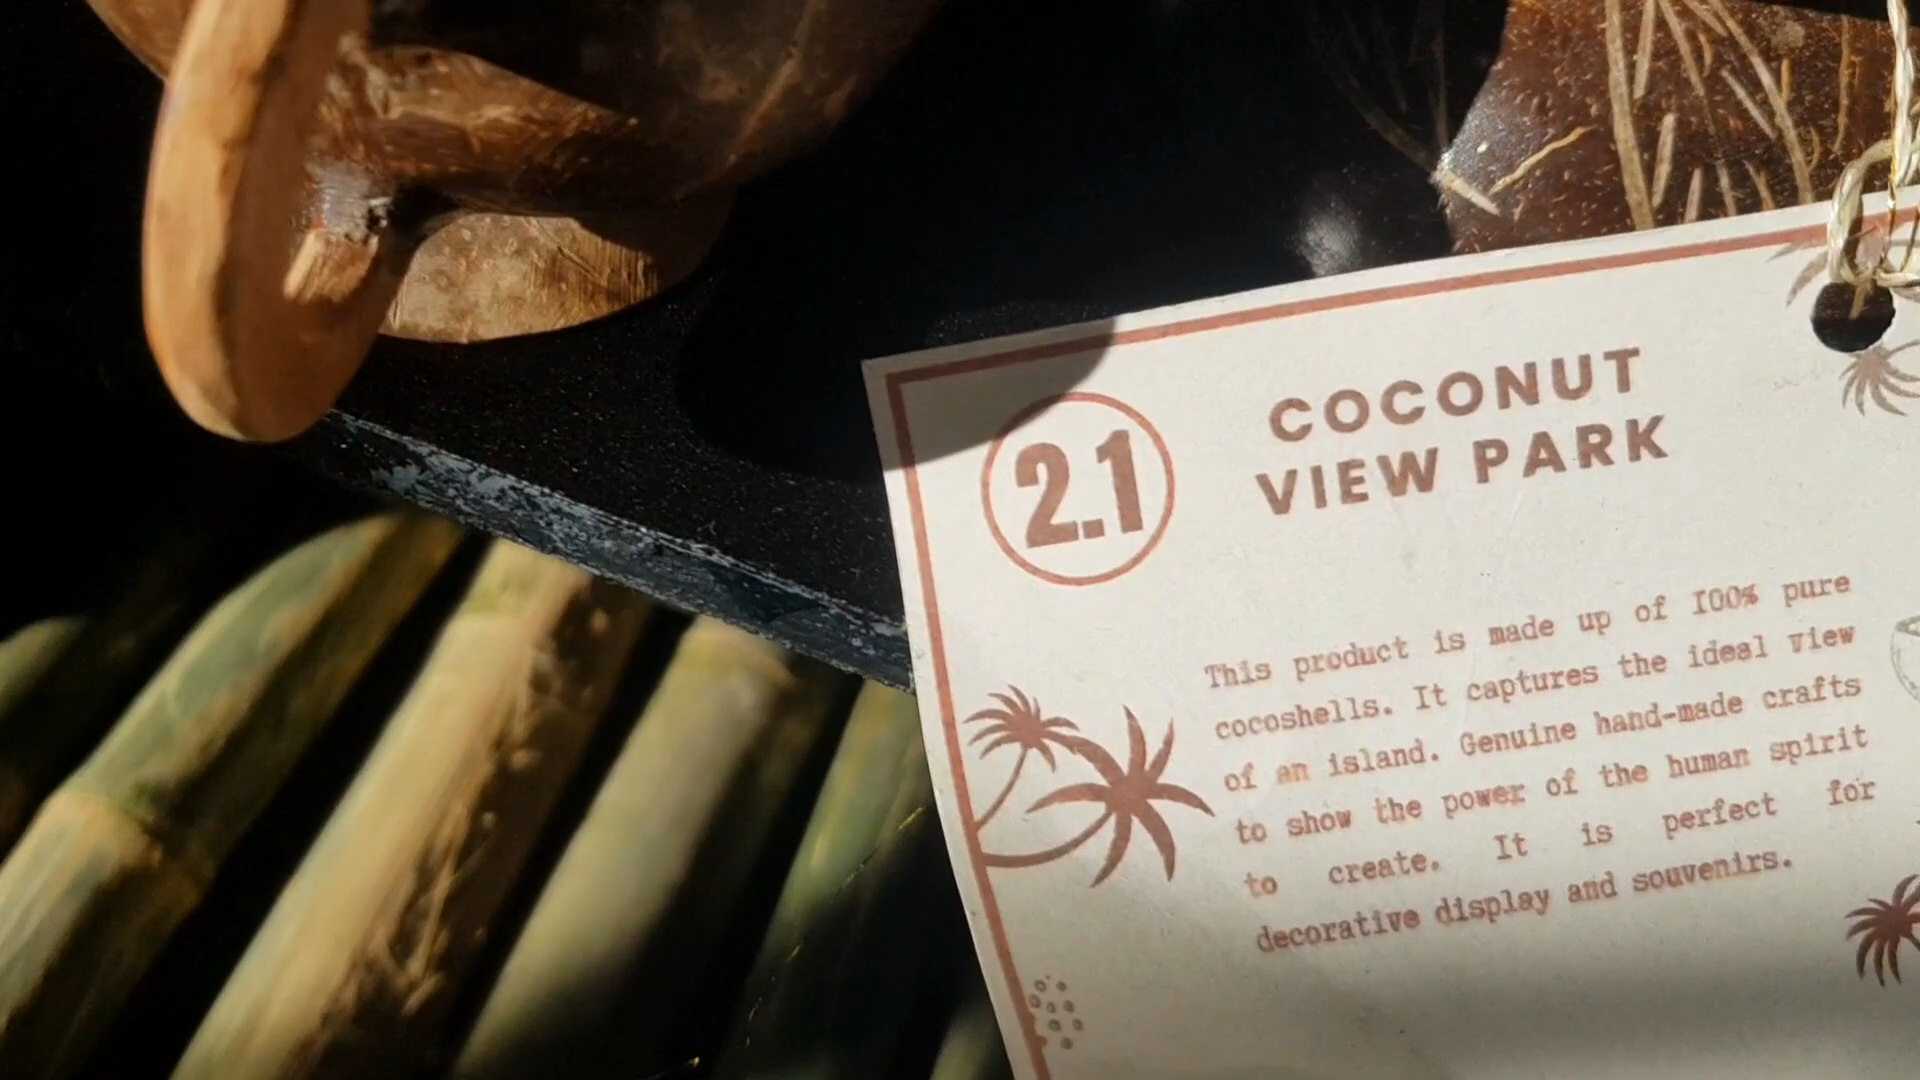 2.1
COCONUT
VIEW PARK
This product is made up of 100% pure
cocoshells. It captures the ideal view
of an island. Genuine hand-made crafts
to show the power of the human spirit
to create. It is perfect for
decorative display and souvenirs.